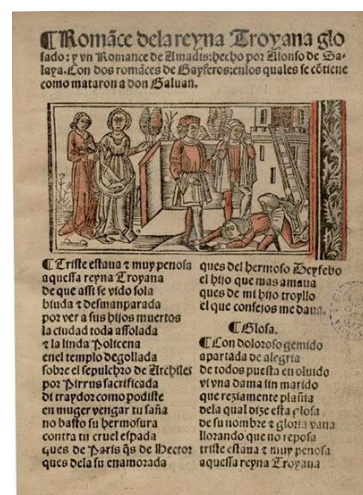 ¶Romãce dela reyna Troyana glo
sado: y vn Romance de Amadis: hecho por Alonso de Sa-
laya. Con dos romãces de Gayferos: enlos quales se cõtiene
como mataron a don Galuan.
¶Triste estaua ⁊ muy penosa
aquessa reyna Troyana
de que assi se vido sola
biuda ⁊ desmanparada
por ver a sus hijos muertos
la ciudad toda assolada
⁊ la linda Policena
enel templo degollada
sobre el sepulchro de Archiles
por Pirrus sacrificada
di traydor como podiste
en muger vengar tu saña
no basto su hermosura
contra tu cruel espada
ques de Paris q̃s de Hector
ques dela su enamorada
ques del hermoso Deyfebo
el hijo que mas amaua
ques de mi hijo troyllo
el que consejos me daua.
¶Glosa.
¶Con doloroso gemido
apartada de alegria
de todos puesta en oluido
vi vna dama sin marido
que reziamente plañia
dela qual dize esta glosa
de su nombre ⁊ gloria vana
llorando que no reposa
triste estaua ⁊ muy penosa
aquessa reyna Troyana